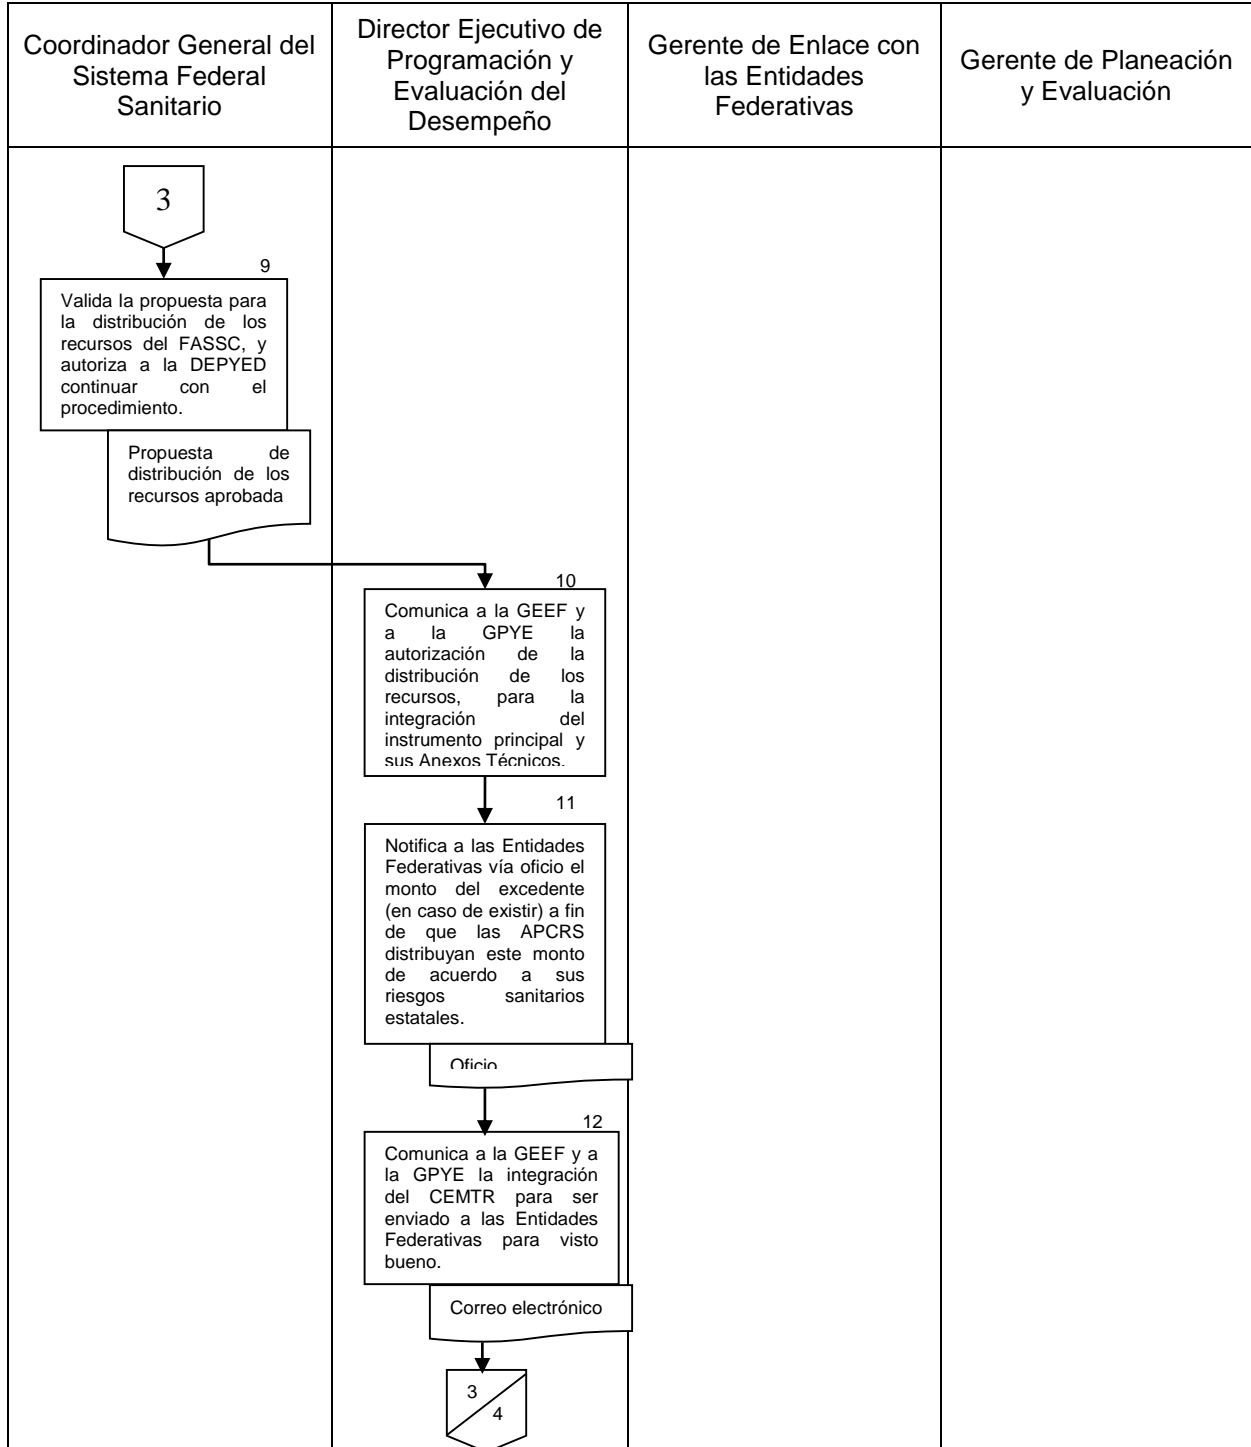 Coordinador General del
Sistema Federal
Sanitario
Director Ejecutivo de
Programación y
Evaluación del
Desempeño
Gerente de Enlace con
las Entidades
Federativas
Gerente de Planeación
y Evaluación
3
9
Valida la propuesta para
la distribución de los
recursos del FASSC, y
autoriza a la DEPYED
continuar con el
procedimiento.
Propuesta de
distribución de los
recursos aprobada
10
Comunica a la GEEF y
a la GPYE la
autorización de la
distribución de los
recursos, para la
integración del
instrumento principal y
sus Anexos Técnicos.
11
Notifica a las Entidades
Federativas vía oficio el
monto del excedente
(en caso de existir) a fin
de que las APCRS
distribuyan este monto
de acuerdo a sus
riesgos sanitarios
estatales.
Oficio
12
Comunica a la GEEF y a
la GPYE la integración
del CEMTR para ser
enviado a las Entidades
Federativas para visto
bueno.
Correo electrónico
3
4